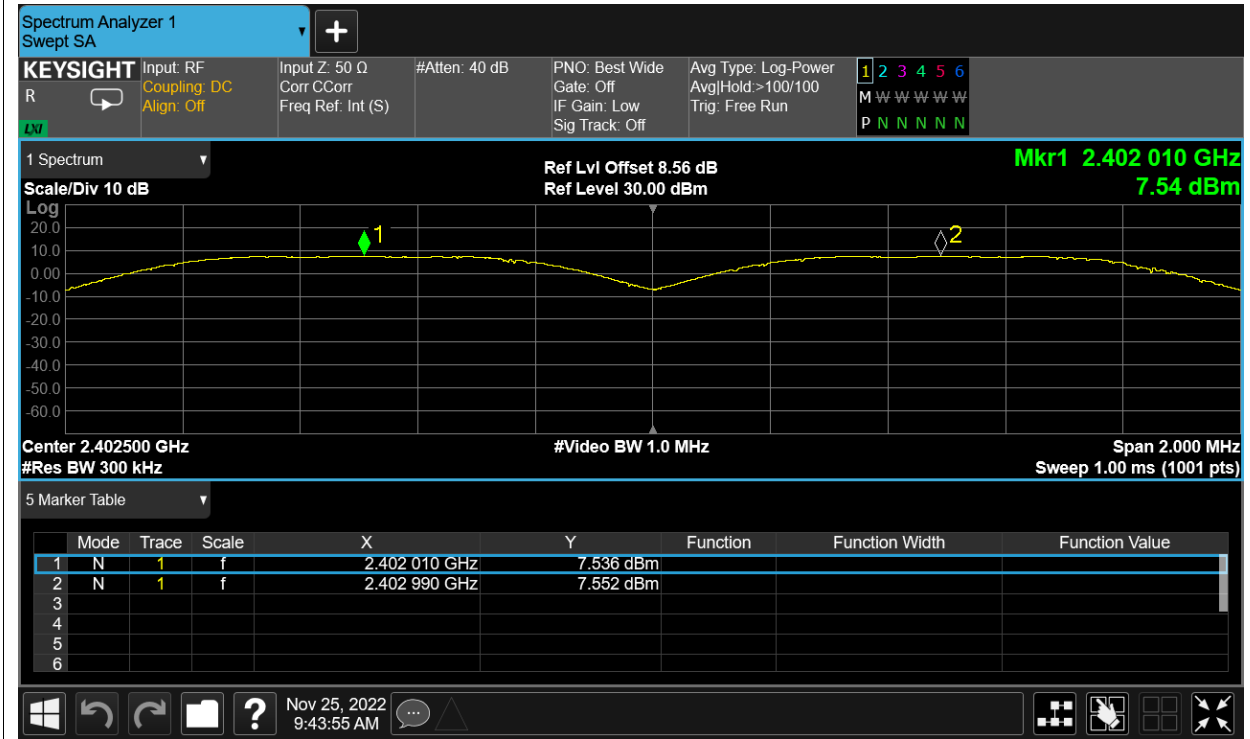 Spectrum Analyzer 1
Swept SA
+
KEYSIGHT Input: RF Input Z: 50 Ω #Atten: 40 dB PNO: Best Wide Avg Type: Log-Power 1 2 3 4 5 6
R Coupling: DC Corr CCorr Gate: Off Avg|Hold:>100/100 M W W W W W
Align: Off Freq Ref: Int (S) IF Gain: Low Trig: Free Run
LXI Sig Track: Off P N N N N N
1 Spectrum Ref Lvl Offset 8.56 dB Mkr1 2.402 010 GHz
Scale/Div 10 dB Ref Level 30.00 dBm 7.54 dBm
Log
20.0
10.0
0.00
-10.0
-20.0
-30.0
-40.0
-50.0
-60.0
1
2
Center 2.402500 GHz #Video BW 1.0 MHz Span 2.000 MHz
#Res BW 300 kHz Sweep 1.00 ms (1001 pts)
5 Marker Table
Mode Trace Scale X Y Function Function Width Function Value
1 N 1 f 2.402 010 GHz 7.536 dBm
2 N 1 f 2.402 990 GHz 7.552 dBm
3
4
5
6
? Nov 25, 2022
9:43:55 AM